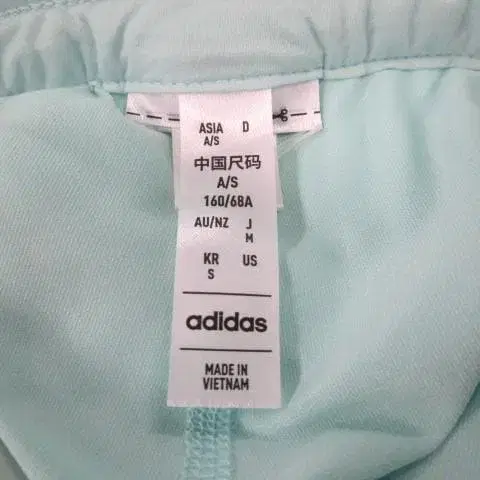 ASIA D
A/S
中国尺码
A/S
160/68A
AU/NZ J
M
KR US
S
adidas
MADE IN
VIETNAM